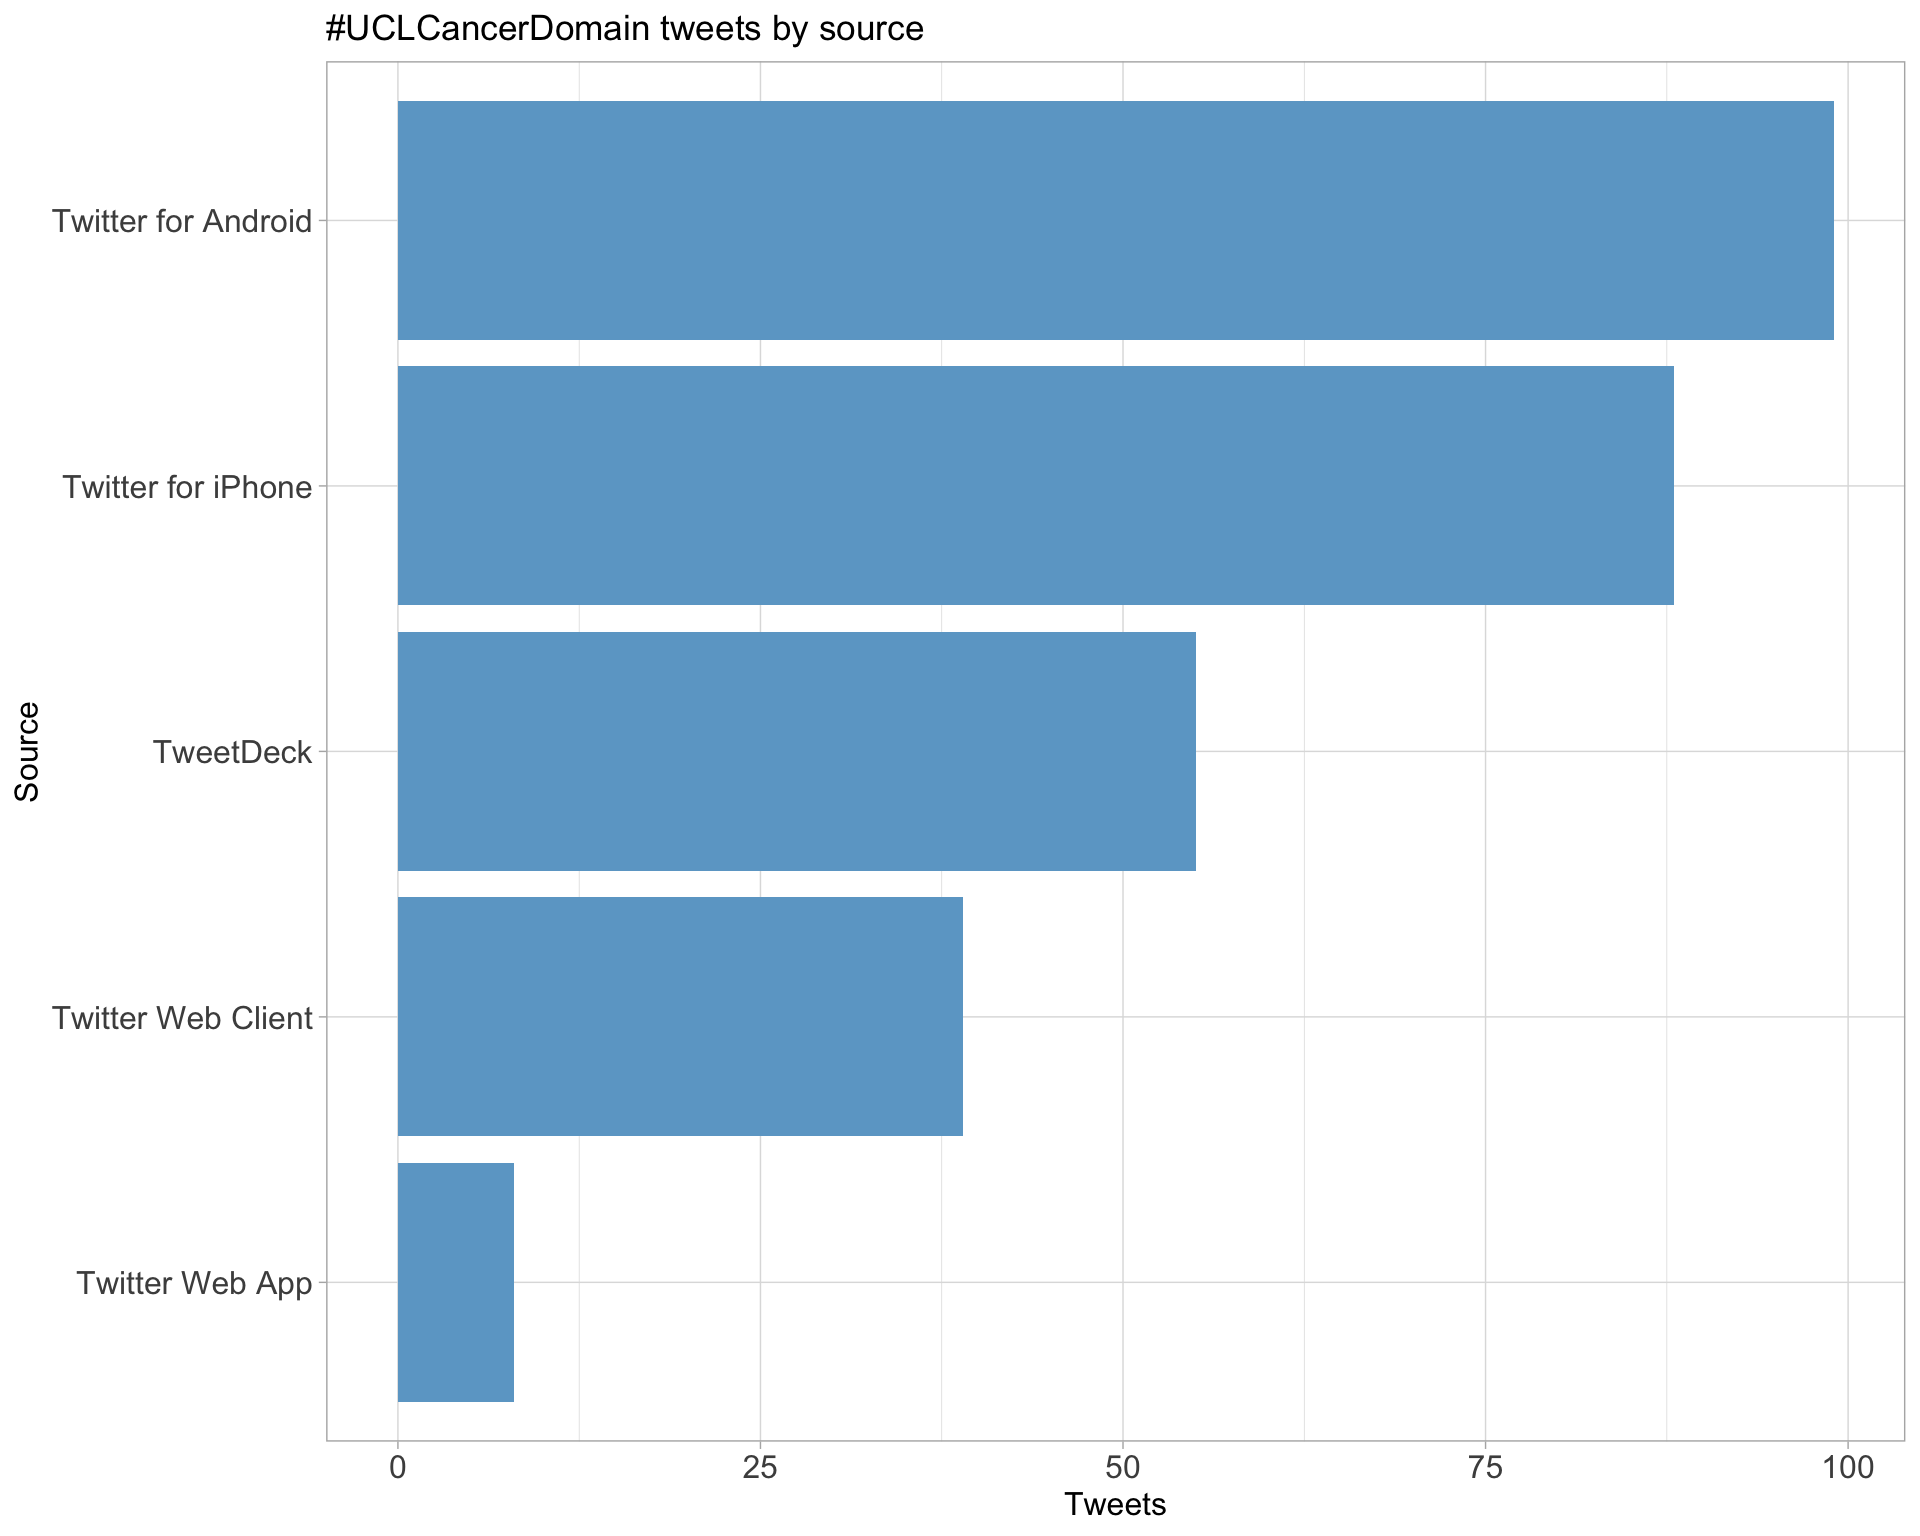 #UCLCancerDomain tweets by source
Source
Twitter for Android
Twitter for iPhone
TweetDeck
Twitter Web Client
Twitter Web App
0 25 50 75 100
Tweets